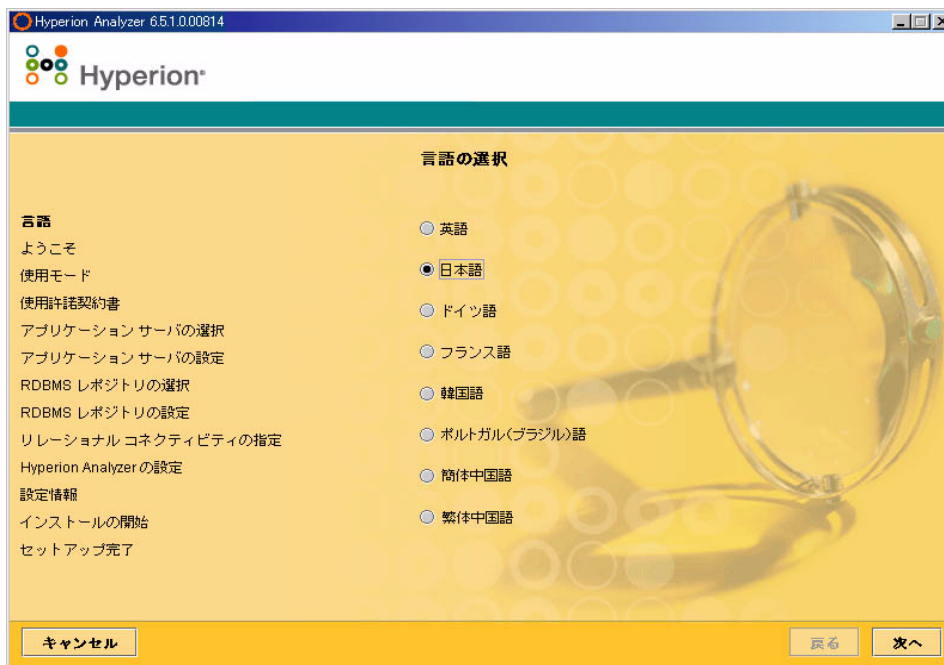 Hyperion Analyzer 6.5.1.0.00814
Hyperion®
言語の選択
言語
ようこそ
使用モード
使用許諾契約書
アプリケーション サーバの選択
アプリケーション サーバの設定
RDBMS レポジトリの選択
RDBMS レポジトリの設定
リレーショナル コネクティビティの指定
Hyperion Analyzer の設定
設定情報
インストールの開始
セットアップ完了
英語
日本語
ドイツ語
フランス語
韓国語
ポルトガル(ブラジル)語
簡体中国語
繁体中国語
キャンセル
戻る
次へ